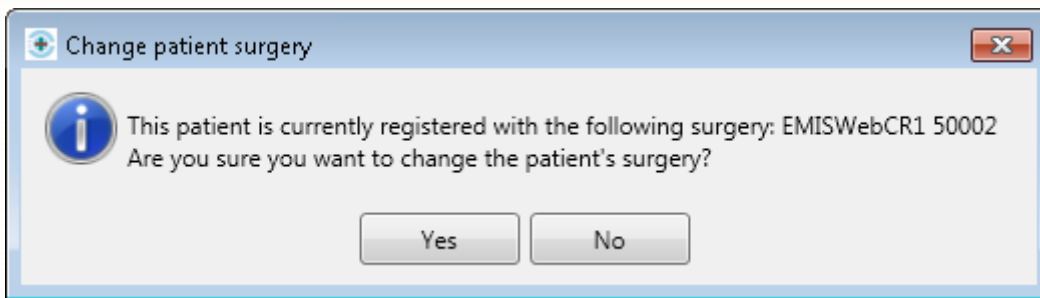 Change patient surgery
This patient is currently registered with the following surgery: EMISWebCR1 50002
Are you sure you want to change the patient's surgery?
Yes
No